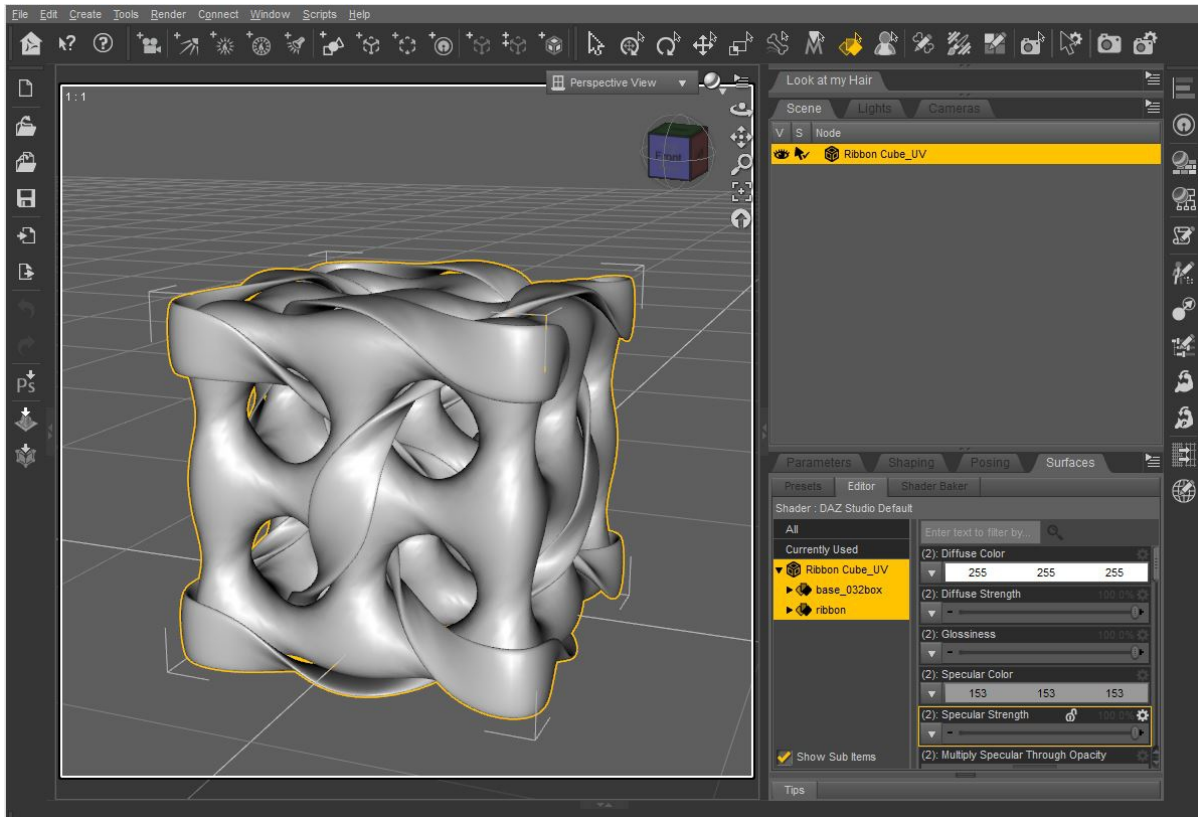 File Edit Create Tools Render Connect Window Scripts Help
Perspective View
1 : 1
Front
Ps
Look at my Hair
Scene Lights Cameras
V S Node
Ribbon Cube_UV
Parameters Shaping Posing Surfaces
Presets Editor Shader Baker
Shader : DAZ Studio Default
All
Currently Used
Ribbon Cube_UV
base_032box
ribbon
Show Sub Items
Enter text to filter by...
(2): Diffuse Color
255 255 255
(2): Diffuse Strength 100.0%
(2): Glossiness 100.0%
(2): Specular Color
153 153 153
(2): Specular Strength 100.0%
(2): Multiply Specular Through Opacity
Tips